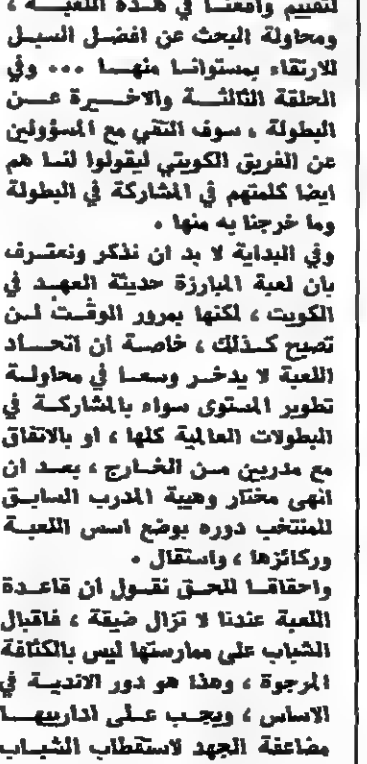 لتقييم واقعنا في هذه اللعبة ،
ومحاولة البحث عن افضل السبل
للارتقاء بمستوانا منها ... وفي
الحلقة الثالثة والاخيرة عن
البطولة ، سوف التقي مع المسؤولين
عن الفريق الكويتي ليقولوا لنا هم
ايضا كلمتهم في المشاركة في البطولة
وما خرجنا به منها .
وفي البداية لا بد ان نذكر ونعترف
بان لعبة المبارزة حديثة العهد في
الكويت ، لكنها بمرور الوقت لن
تصبح كذلك ، خاصة ان اتحاد
اللعبة لا يدخر وسعا في محاولة
تطوير المستوى سواء بالمشاركة في
البطولات العالمية كلها ، او بالاتفاق
مع مدربين من الخارج ، بعد ان
انهى مختار وهيبة المدرب السابق
للمنتخب دوره بوضع اسس اللعبة
وركائزها ، واستقال .
واحقاقا للحق نقول ان قاعدة
اللعبة عندنا لا تزال ضيقة ، فاقبال
الشباب على ممارستها ليس بالكثافة
المرجوة ، وهذا هو دور الاندية في
الاساس ، ويجب على ادارييها
مضاعفة الجهد لاستقطاب الشباب